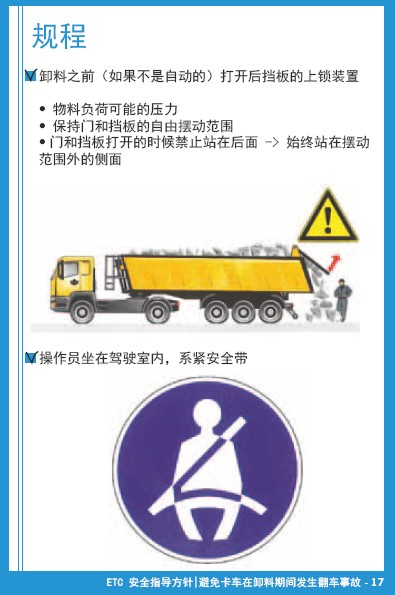 规程
卸料之前（如果不是自动的）打开后挡板的上锁装置
• 物料负荷可能的压力
• 保持门和挡板的自由摆动范围
• 门和挡板打开的时候禁止站在后面 -> 始终站在摆动
范围外的侧面
操作员坐在驾驶室内，系紧安全带
ETC 安全指导方针|避免卡车在卸料期间发生翻车事故 - 17